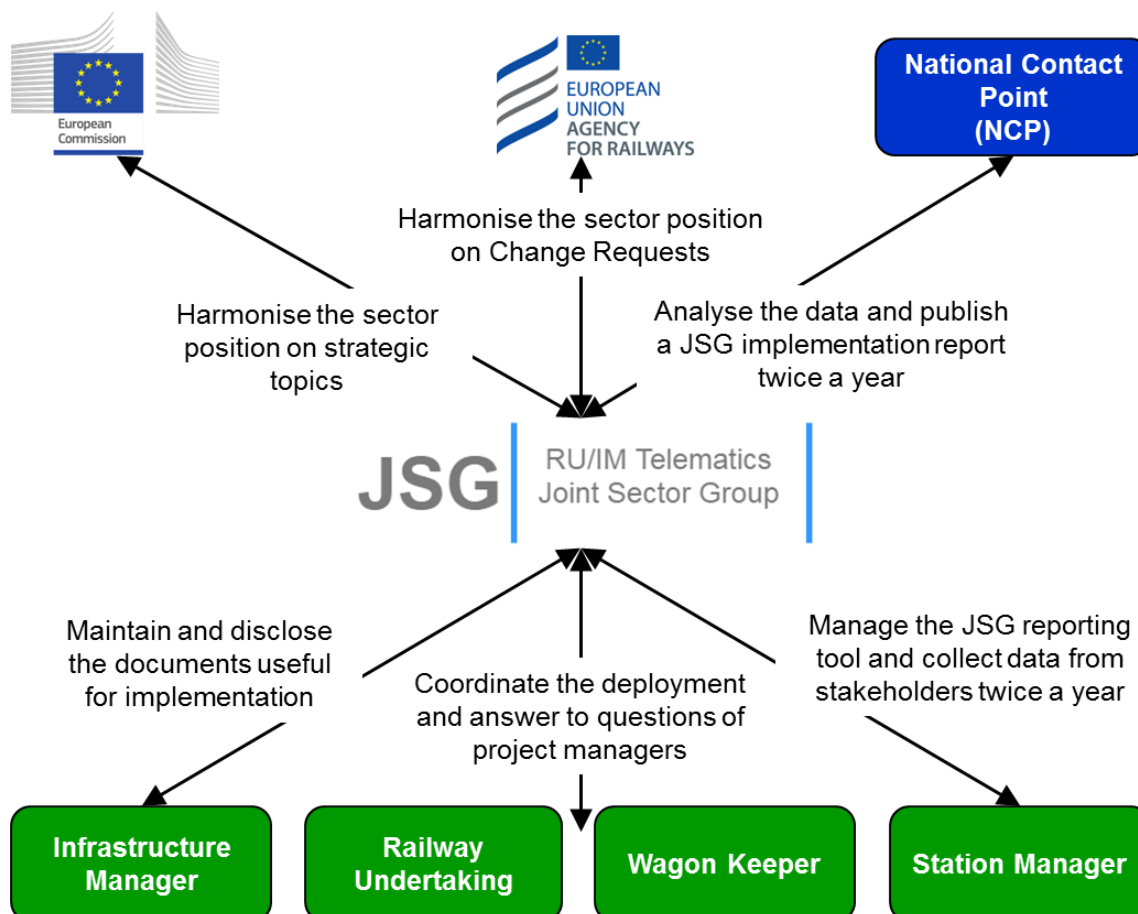 European
Commission
EUROPEAN
UNION
AGENCY
FOR RAILWAYS
National Contact
Point
(NCP)
Harmonise the sector position
on Change Requests
Harmonise the sector
position on strategic
topics
Analyse the data and publish
a JSG implementation report
twice a year
JSG
RU/IM Telematics
Joint Sector Group
Maintain and disclose
the documents useful
for implementation
Coordinate the deployment
and answer to questions of
project managers
Manage the JSG reporting
tool and collect data from
stakeholders twice a year
Infrastructure
Manager
Railway
Undertaking
Wagon Keeper
Station Manager